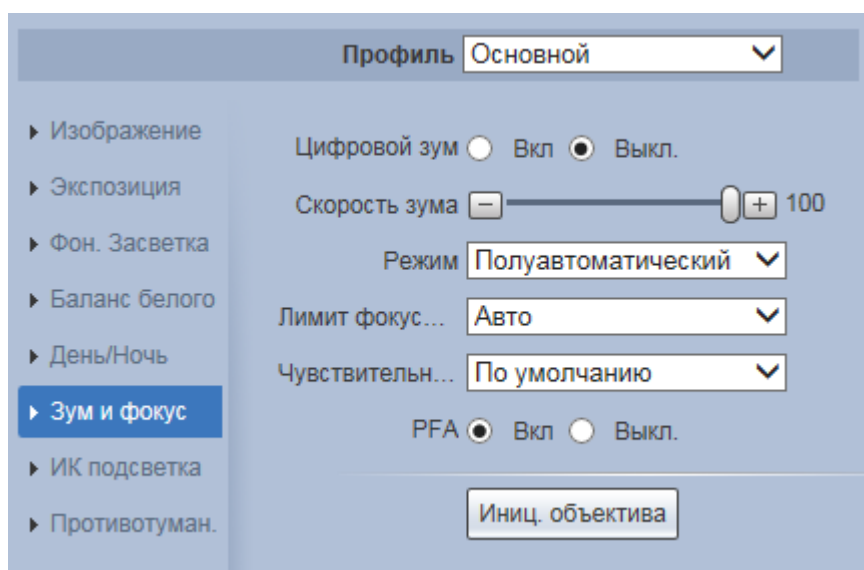 Профиль Основной
Изображение
Экспозиция
Фон. Засветка
Баланс белого
День/Ночь
Зум и фокус
ИК подсветка
Противотуман.
Цифровой зум Вкл Выкл.
Скорость зума − + 100
Режим Полуавтоматический
Лимит фокус... Авто
Чувствительн... По умолчанию
PFA Вкл Выкл.
Иниц. объектива